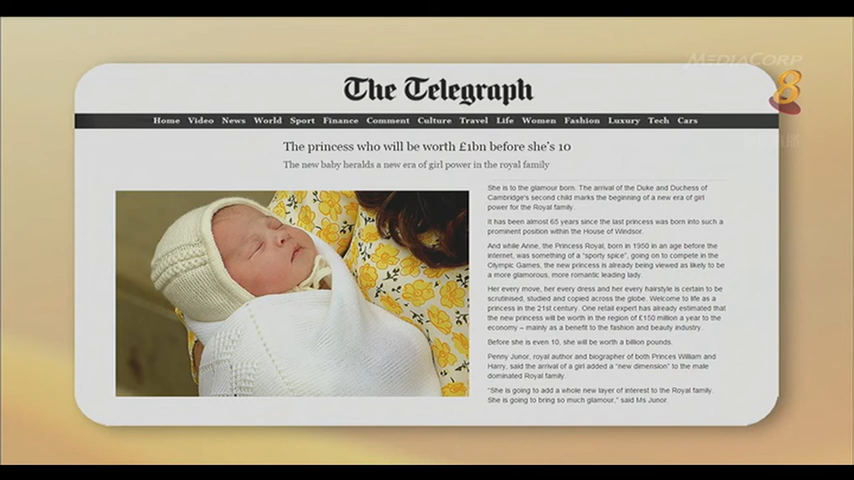 MEDIACORP
8
The Telegraph
Home Video News World Sport Finance Comment Culture Travel Life Women Fashion Luxury Tech Cars
The princess who will be worth £1bn before she's 10
The new baby heralds a new era of girl power in the royal family
She is to the glamour born. The arrival of the Duke and Duchess of
Cambridge's second child marks the beginning of a new era of girl
power for the Royal family.
It has been almost 65 years since the last princess was born into such a
prominent position within the House of Windsor.
And while Anne, the Princess Royal, born in 1950 in an age before the
internet, was something of a "sporty spice", going on to compete in the
Olympic Games, the new princess is already being viewed as likely to be
a more glamorous, more romantic leading lady.
Her every move, her every dress and her every hairstyle is certain to be
scrutinised, studied and copied across the globe. Welcome to life as a
princess in the 21st century. One retail expert has already estimated that
the new princess will be worth in the region of £150 million a year to the
economy – mainly as a benefit to the fashion and beauty industry.
Before she is even 10, she will be worth a billion pounds.
Penny Junor, royal author and biographer of both Princes William and
Harry, said the arrival of a girl added a "new dimension" to the male
dominated Royal family.
"She is going to add a whole new layer of interest to the Royal family.
She is going to bring so much glamour," said Ms Junor.